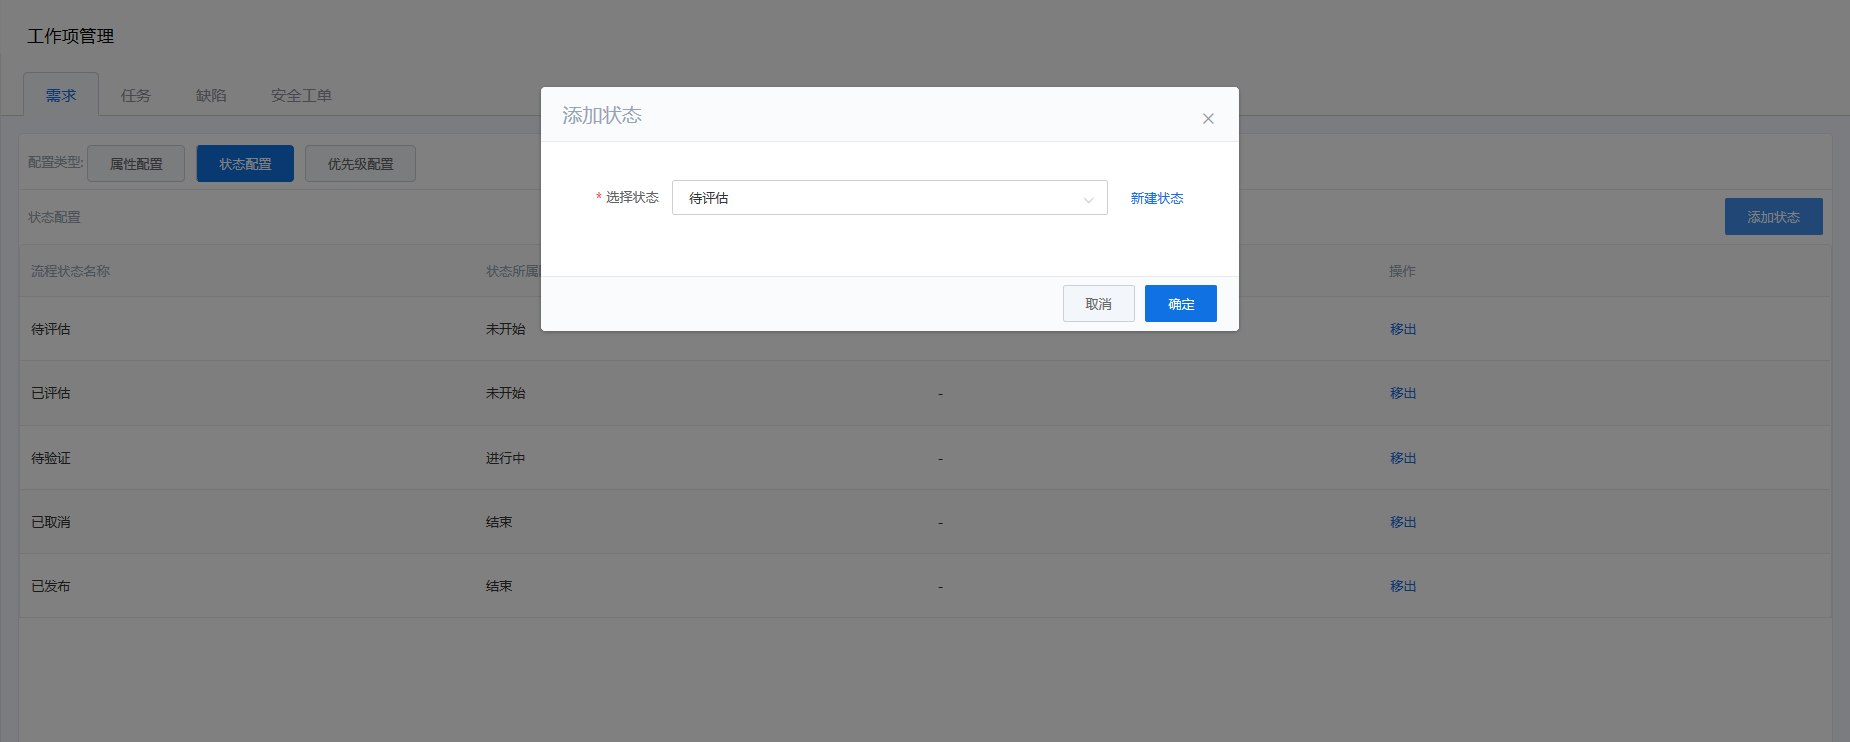 工作项管理
需求 任务 缺陷 安全工单
添加状态
配置类型: 属性配置 状态配置 优先级配置
* 选择状态 待评估 新建状态
状态配置 添加状态
流程状态名称 状态所属 操作
取消 确定
待评估 未开始 移出
已评估 未开始 - 移出
待验证 进行中 - 移出
已取消 结束 - 移出
已发布 结束 - 移出